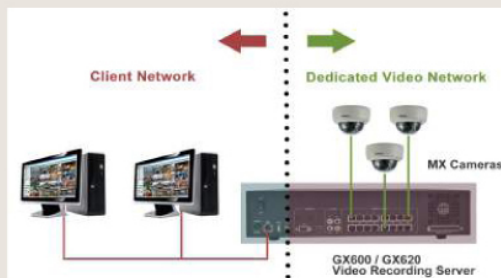 Client Network
Dedicated Video Network
MX Cameras
GX600 / GX620
Video Recording Server